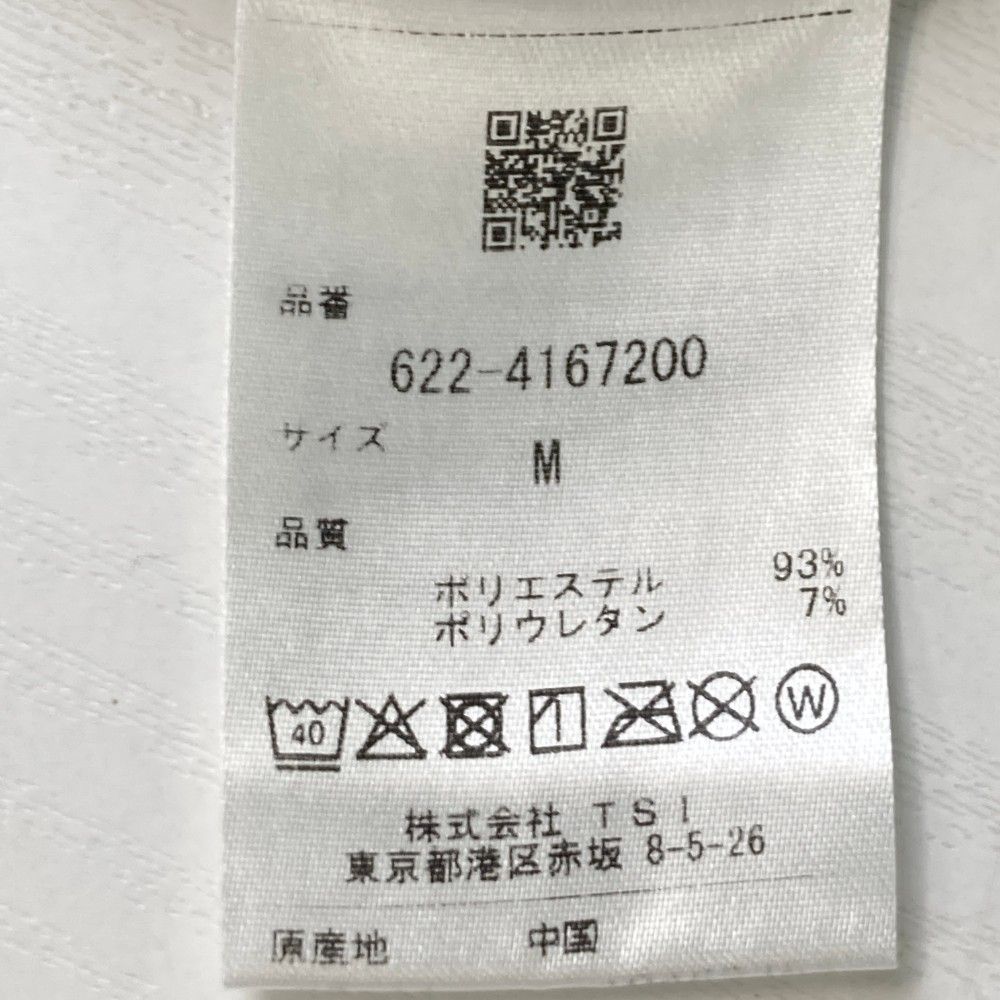 品番
622-4167200
サイズ
M
品質
ポリエステル 93%
ポリウレタン 7%
40
W
株式会社 TSI
東京都港区赤坂 8-5-26
原産地 中国